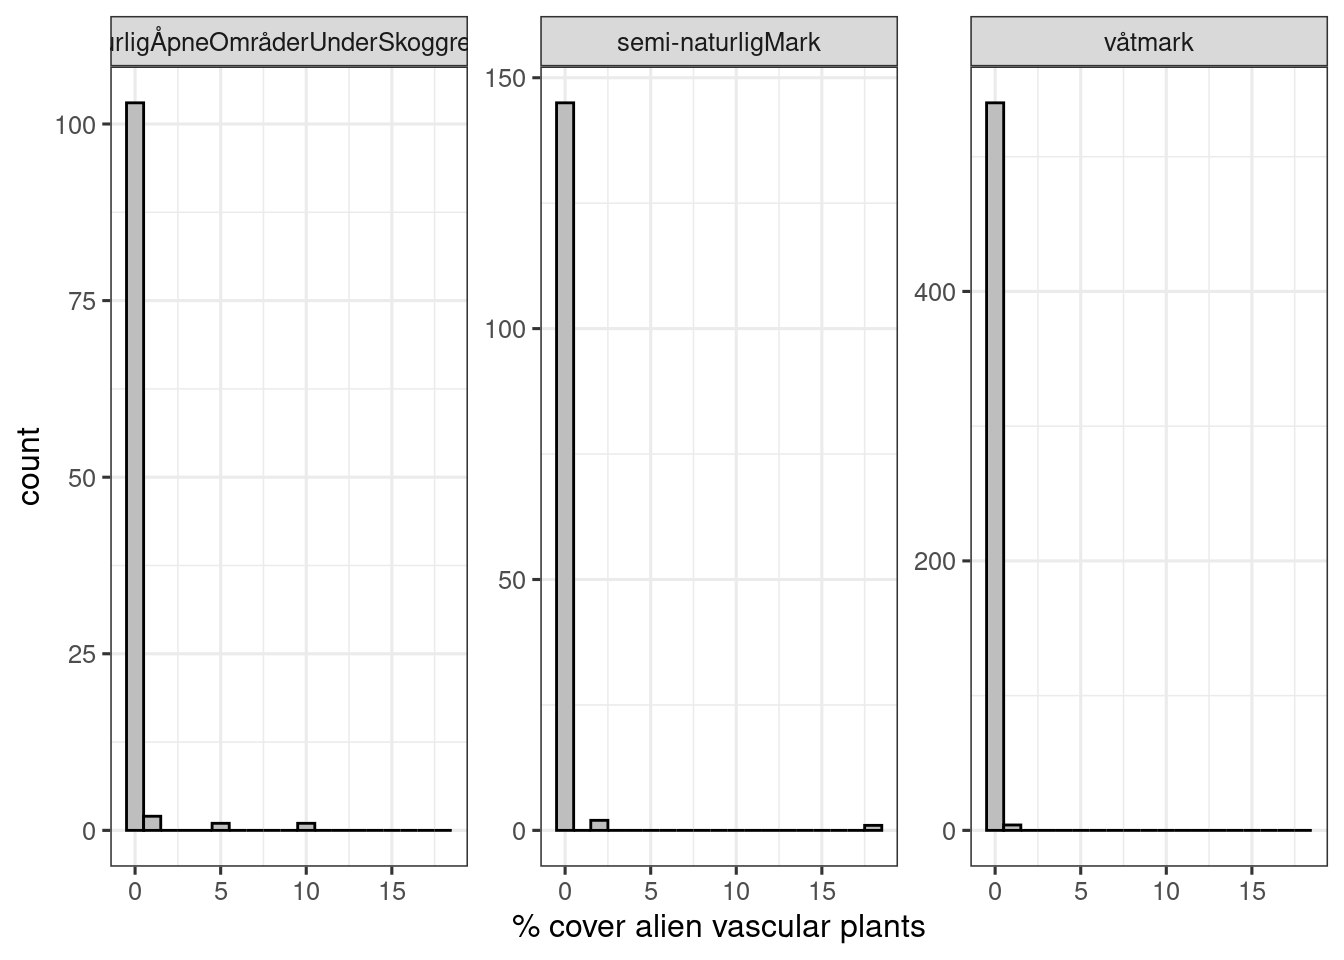 urligÅpneOmråderUnderSkoggre
semi-naturligMark
våtmark
count
100
75
50
25
0
150
100
50
0
400
200
0
0 5 10 15
0 5 10 15
0 5 10 15
% cover alien vascular plants